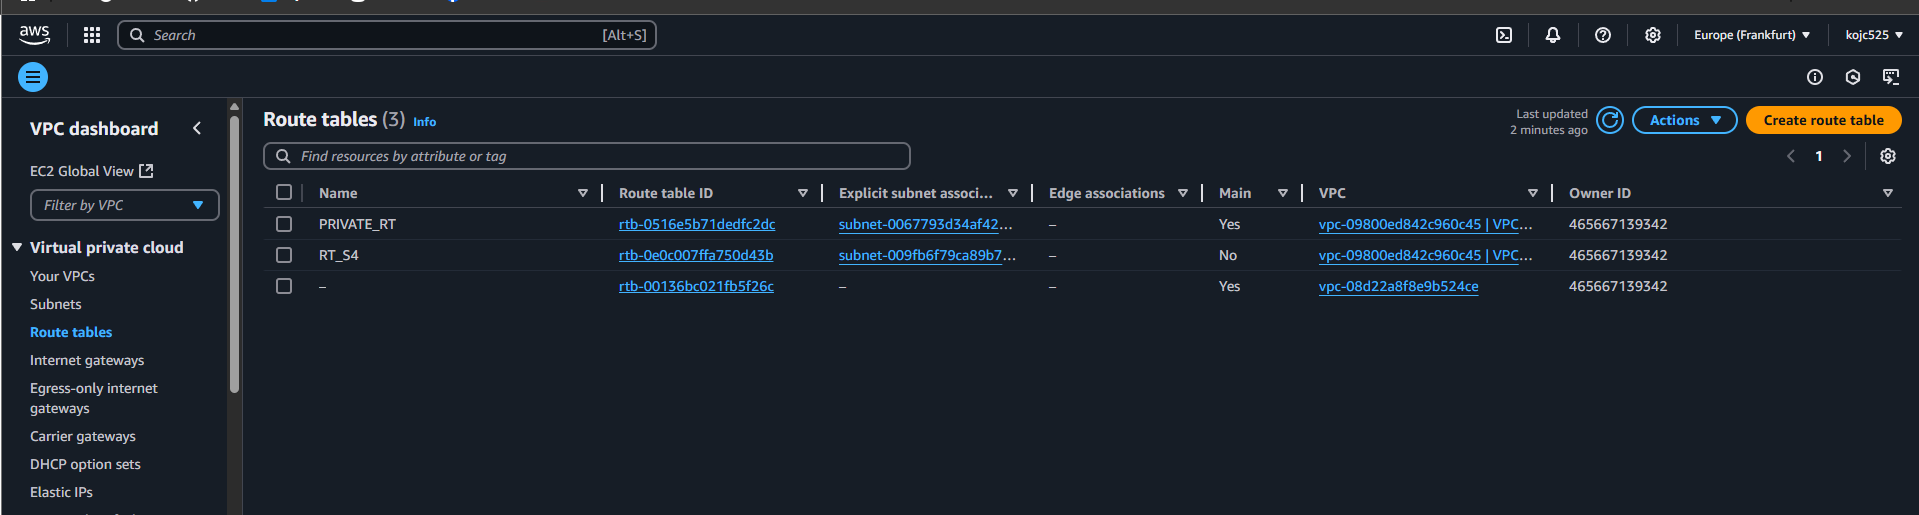 aws Search [Alt+S] Europe (Frankfurt) kojc525
VPC dashboard
EC2 Global View
Filter by VPC
Virtual private cloud
Your VPCs
Subnets
Route tables
Internet gateways
Egress-only internet
gateways
Carrier gateways
DHCP option sets
Elastic IPs
Route tables (3) Info
Last updated
2 minutes ago
Actions
Create route table
Find resources by attribute or tag
1
Name Route table ID Explicit subnet associ... Edge associations Main VPC Owner ID
PRIVATE_RT rtb-0516e5b71dedfc2dc subnet-0067793d34af42... – Yes vpc-09800ed842c960c45 | VPC... 465667139342
RT_S4 rtb-0e0c007ffa750d43b subnet-009fb6f79ca89b7... – No vpc-09800ed842c960c45 | VPC... 465667139342
– rtb-00136bc021fb5f26c – – Yes vpc-08d22a8f8e9b524ce 465667139342